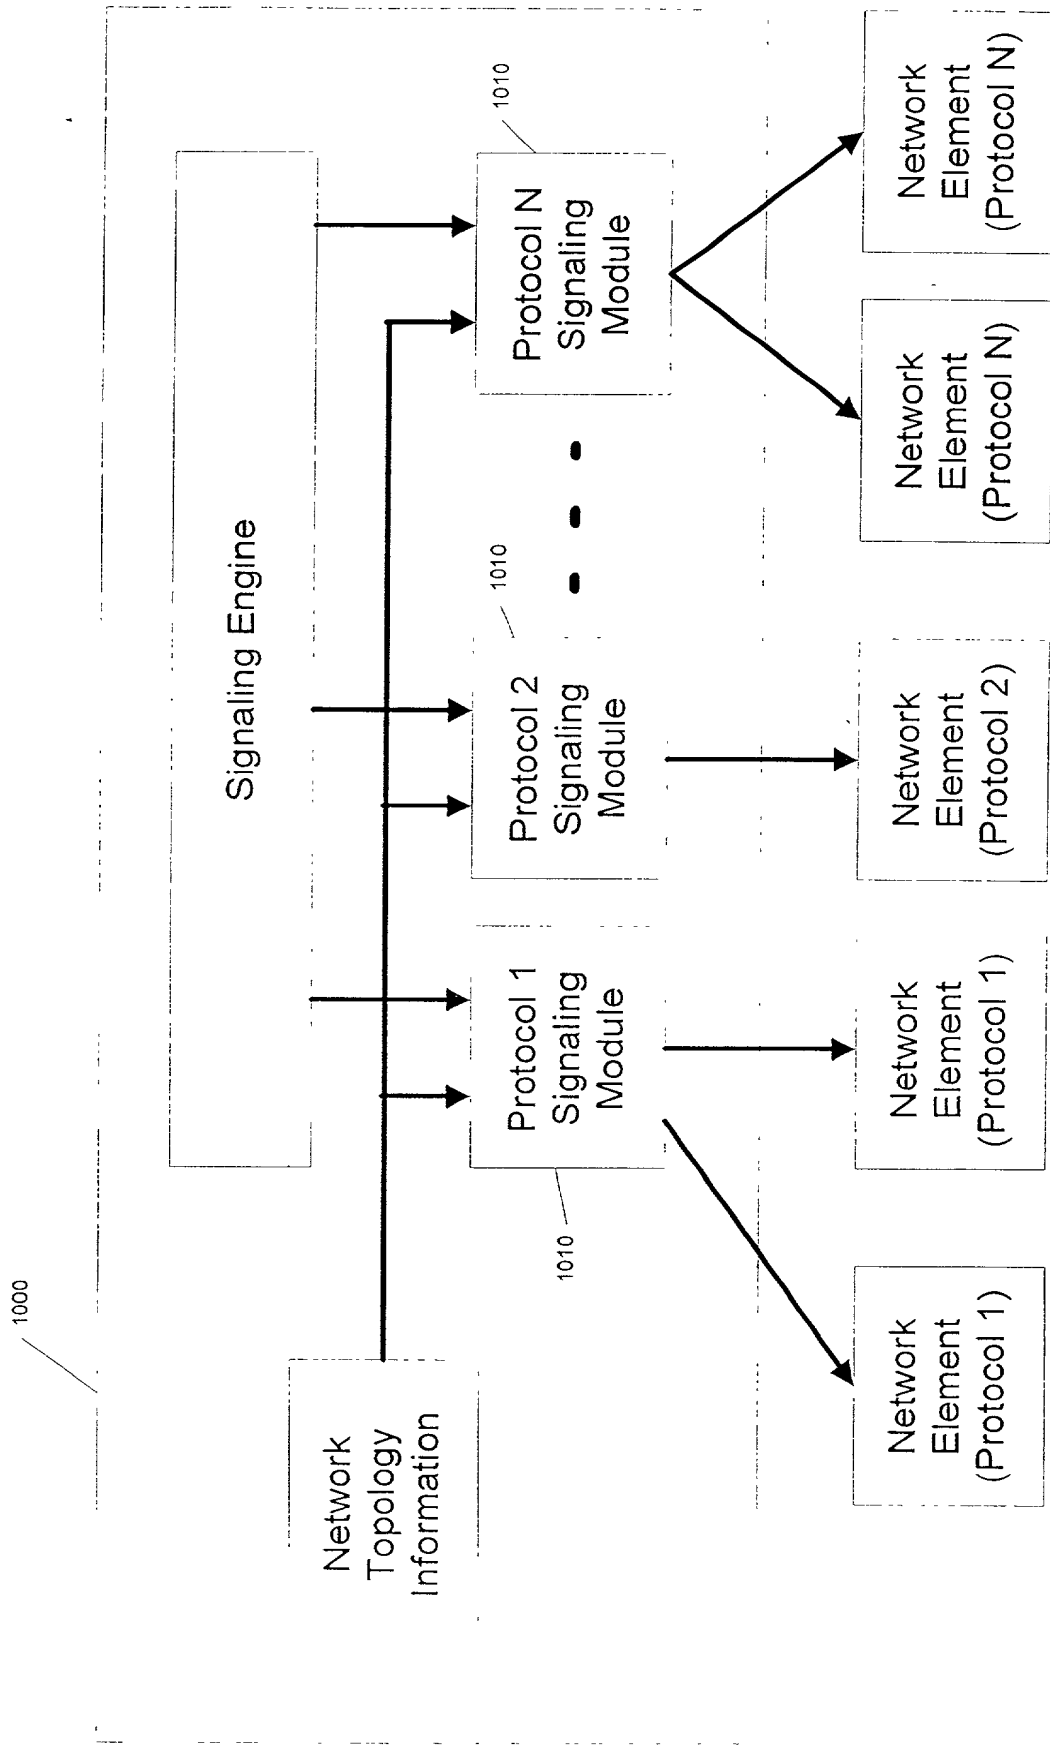 1000
Signaling Engine
Network
Topology
Information
1010
Protocol 1
Signaling
Module
1010
Protocol 2
Signaling
Module
1010
Protocol N
Signaling
Module
Network
Element
(Protocol 1)
Network
Element
(Protocol 1)
Network
Element
(Protocol 2)
Network
Element
(Protocol N)
Network
Element
(Protocol N)